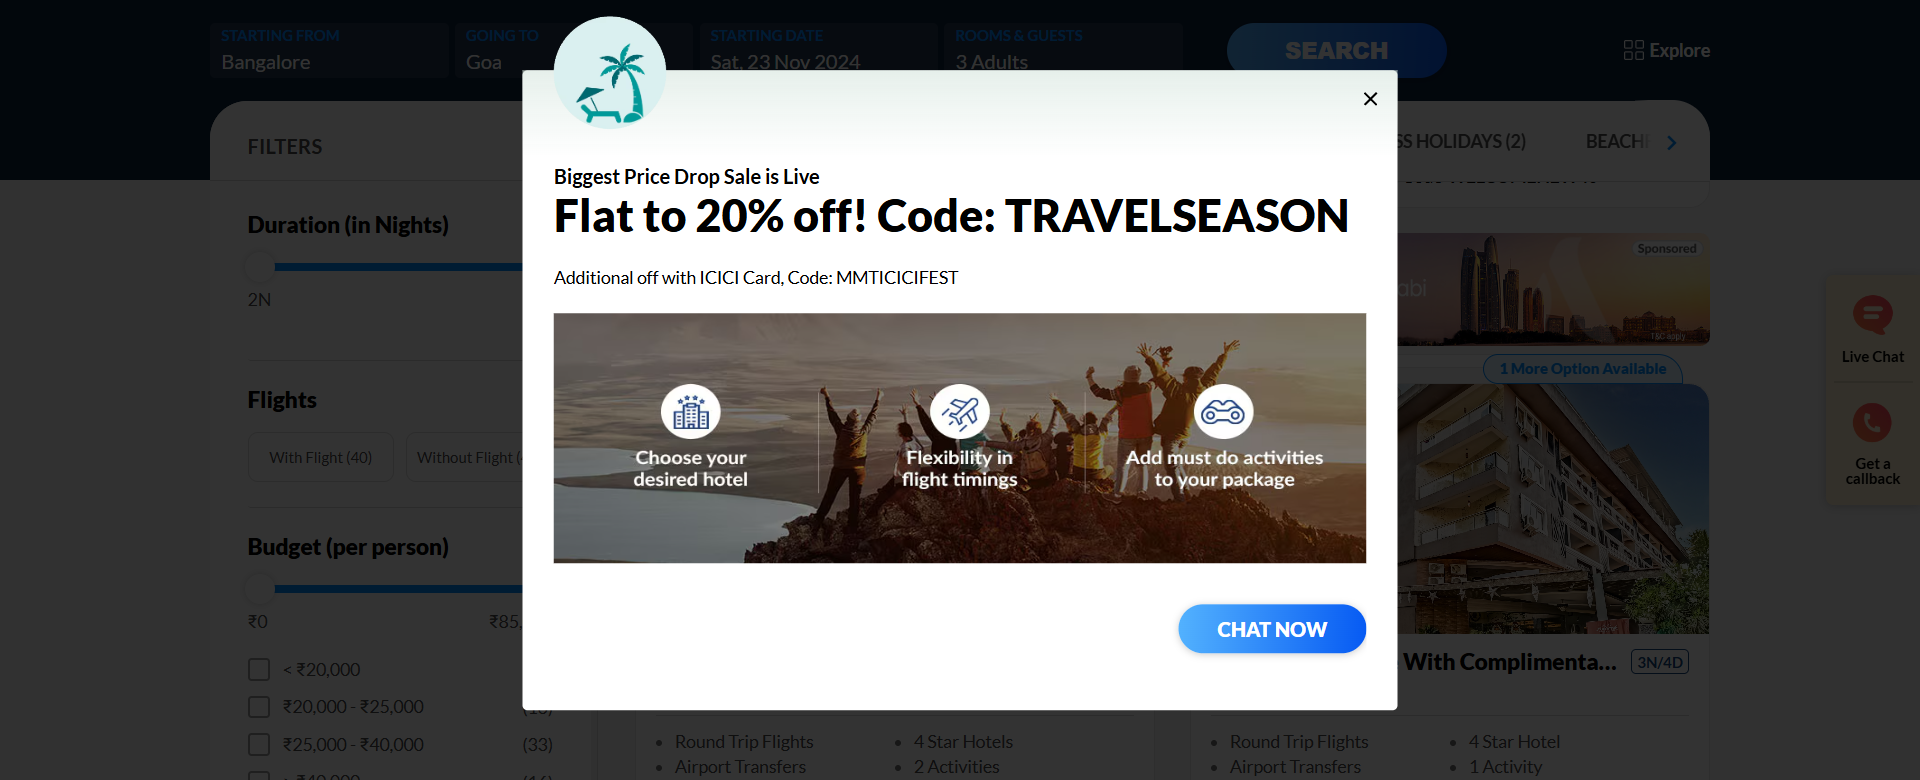 STARTING FROM
Bangalore
GOING TO
Goa
STARTING DATE
Sat, 23 Nov 2024
ROOMS & GUESTS
3 Adults
SEARCH
Explore
FILTERS
HOLIDAYS (2)
Biggest Price Drop Sale is Live
Flat to 20% off! Code: TRAVELSEASON
Additional off with ICICI Card, Code: MMTICICIFEST
Choose your
desired hotel
Flexibility in
flight timings
Add must do activities
to your package
CHAT NOW
Duration (in Nights)
2N
Flights
With Flight (40)
Without Flight
Budget (per person)
₹0
₹85,
< ₹20,000
₹20,000 - ₹25,000
₹25,000 - ₹40,000
(33)
Sponsored
T&C apply
1 More Option Available
With Complimenta...
3N/4D
Round Trip Flights
4 Star Hotels
Airport Transfers
2 Activities
Round Trip Flights
4 Star Hotel
Airport Transfers
1 Activity
Live Chat
Get a
callback